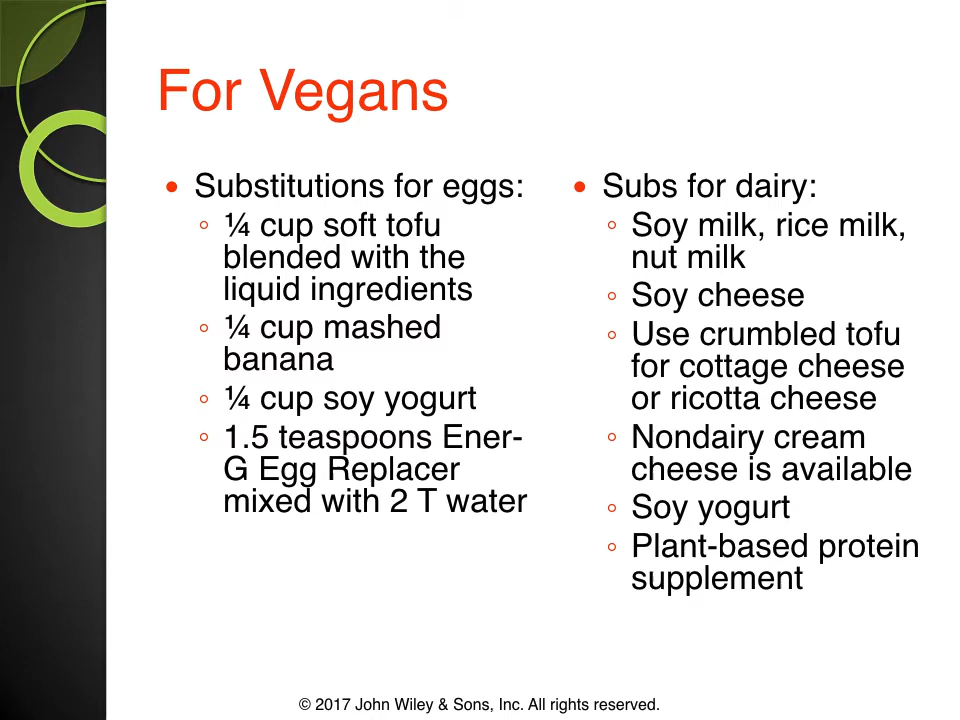 For Vegans
• Substitutions for eggs:
◦ ¼ cup soft tofu
blended with the
liquid ingredients
◦ ¼ cup mashed
banana
◦ ¼ cup soy yogurt
◦ 1.5 teaspoons Ener-
G Egg Replacer
mixed with 2 T water
• Subs for dairy:
◦ Soy milk, rice milk,
nut milk
◦ Soy cheese
◦ Use crumbled tofu
for cottage cheese
or ricotta cheese
◦ Nondairy cream
cheese is available
◦ Soy yogurt
◦ Plant-based protein
supplement
© 2017 John Wiley & Sons, Inc. All rights reserved.